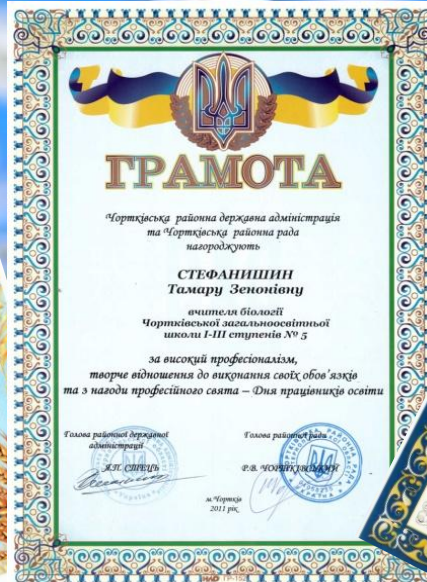 ГРАМОТА
Чортківська районна державна адміністрація
та Чортківська районна рада
нагороджують
СТЕФАНИШИН
Тамару Зенонівну
вчителя біології
Чортківської загальноосвітньої
школи І-ІІІ ступенів № 5
за високий професіоналізм,
творче відношення до виконання своїх обов'язків
та з нагоди професійного свята – Дня працівників освіти
Голова районної державної
адміністрації
Голова районної ради
Я.П. СТЕЦЬ
Р.В. ЧОРТКІВСЬКИЙ
м. Чортків
2011 рік